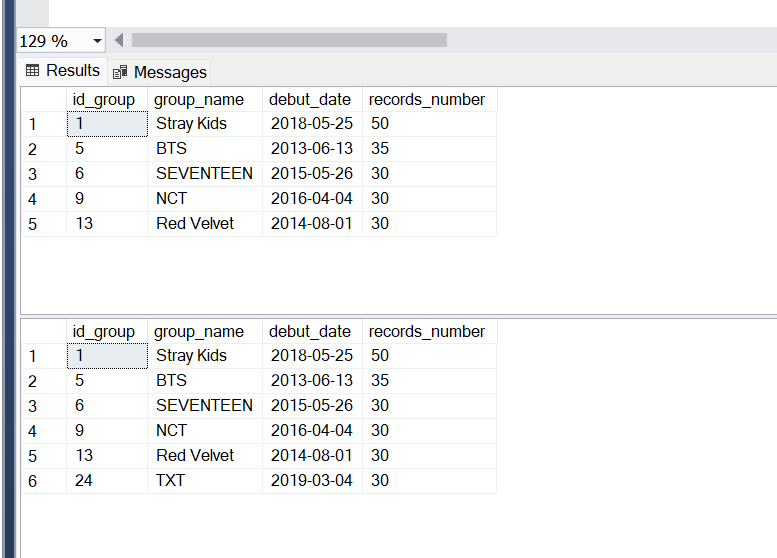 129 %
Results Messages
id_group group_name debut_date records_number
1 1 Stray Kids 2018-05-25 50
2 5 BTS 2013-06-13 35
3 6 SEVENTEEN 2015-05-26 30
4 9 NCT 2016-04-04 30
5 13 Red Velvet 2014-08-01 30
id_group group_name debut_date records_number
1 1 Stray Kids 2018-05-25 50
2 5 BTS 2013-06-13 35
3 6 SEVENTEEN 2015-05-26 30
4 9 NCT 2016-04-04 30
5 13 Red Velvet 2014-08-01 30
6 24 TXT 2019-03-04 30